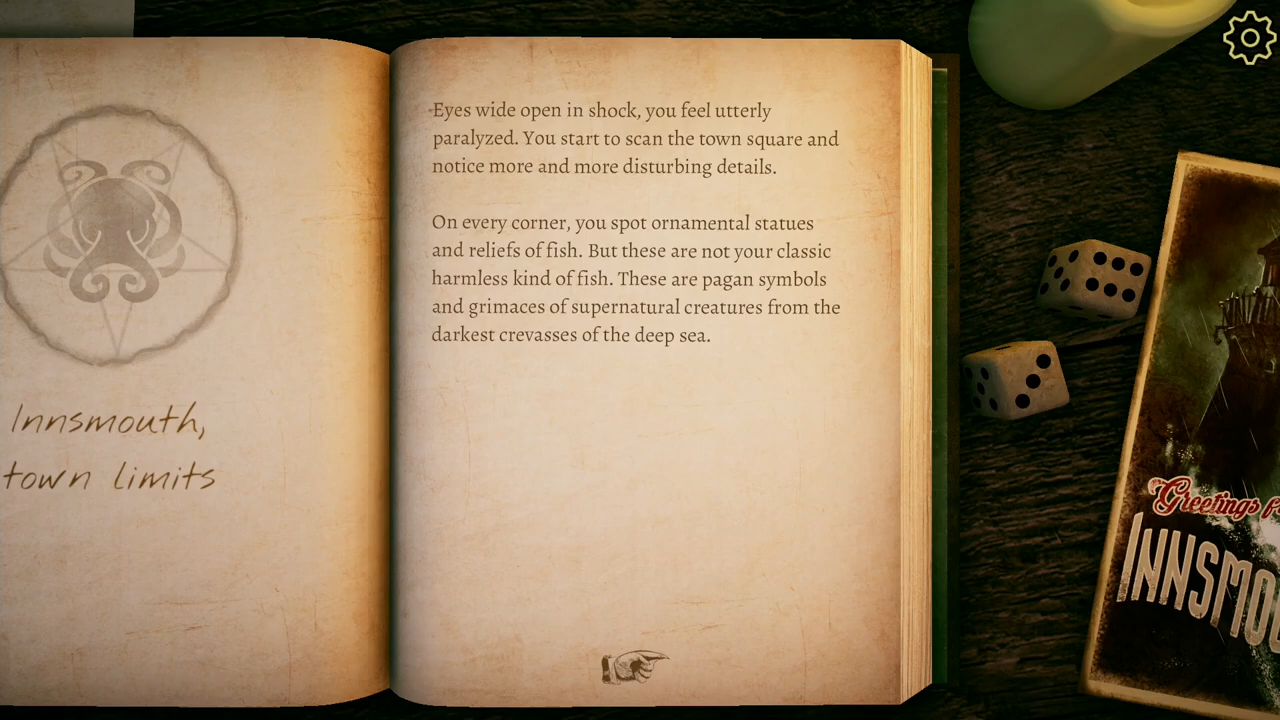 Innsmouth,
town limits
Eyes wide open in shock, you feel utterly
paralyzed. You start to scan the town square and
notice more and more disturbing details.
On every corner, you spot ornamental statues
and reliefs of fish. But these are not your classic
harmless kind of fish. These are pagan symbols
and grimaces of supernatural creatures from the
darkest crevasses of the deep sea.
Greetings f
INNSMOU